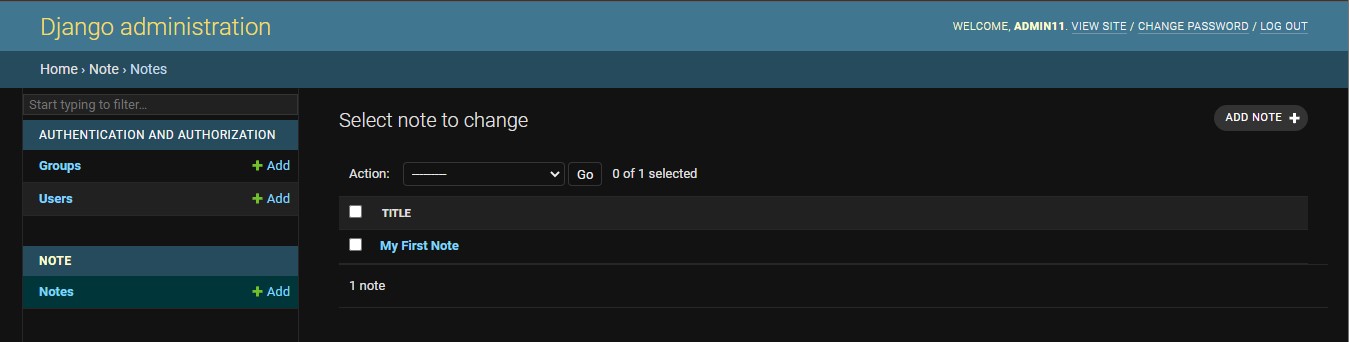 Django administration
WELCOME, ADMIN11. VIEW SITE / CHANGE PASSWORD / LOG OUT
Home › Note › Notes
Start typing to filter...
AUTHENTICATION AND AUTHORIZATION
Groups + Add
Users + Add
NOTE
Notes + Add
Select note to change
ADD NOTE +
Action: --------- Go 0 of 1 selected
TITLE
My First Note
1 note